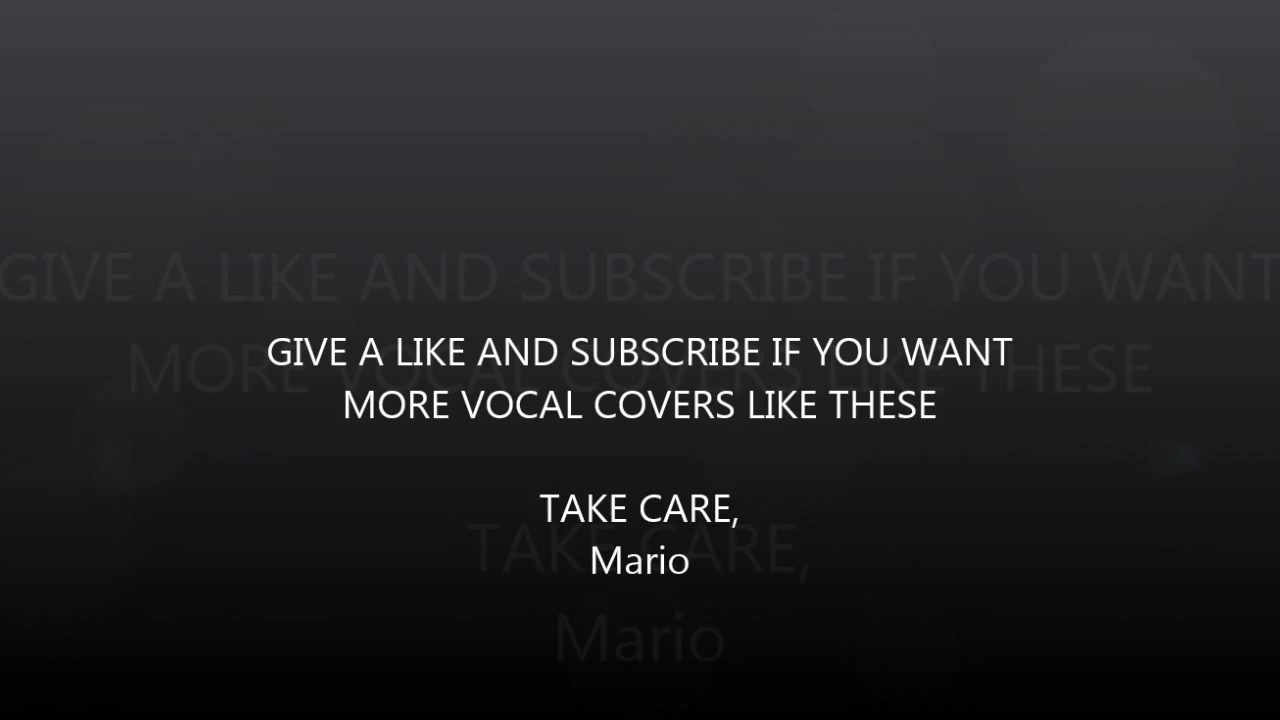 GIVE A LIKE AND SUBSCRIBE IF YOU WANT
MORE VOCAL COVERS LIKE THESE
TAKE CARE,
Mario